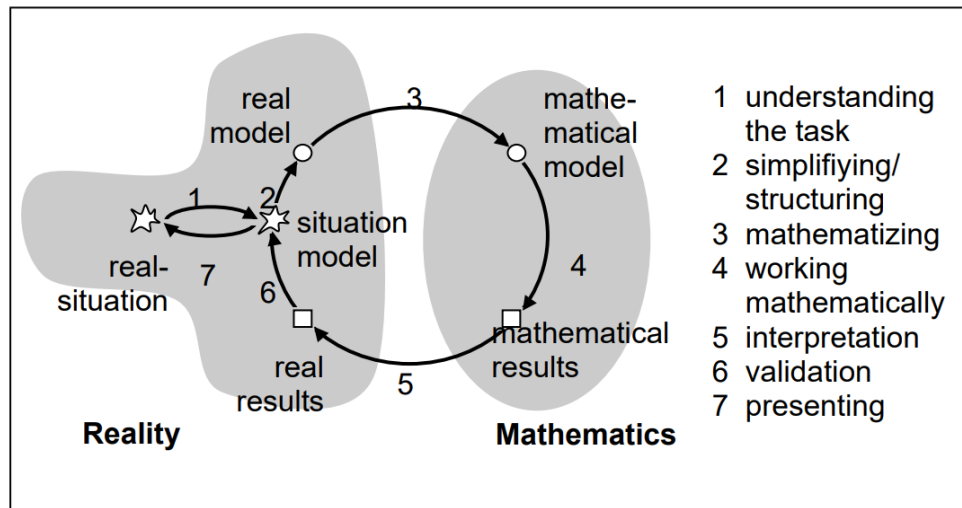 real
model
3
mathe-
matical
model
1
2
situation
model
real-
situation
7
6
4
real
results
5
mathematical
results
Reality
Mathematics
1 understanding
the task
2 simplifiying/
structuring
3 mathematizing
4 working
mathematically
5 interpretation
6 validation
7 presenting